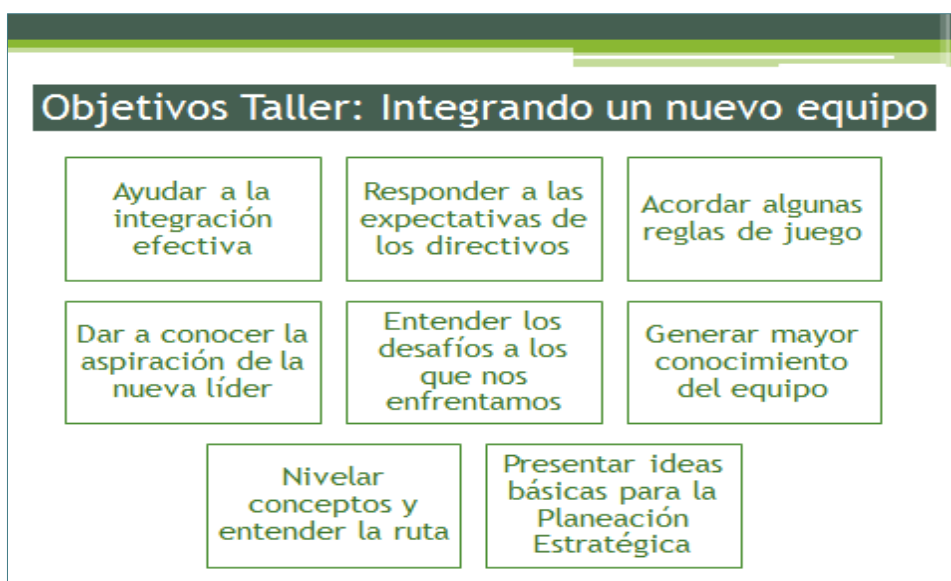 Objetivos Taller: Integrando un nuevo equipo
Ayudar a la
integración
efectiva
Responder a las
expectativas de
los directivos
Acordar algunas
reglas de juego
Dar a conocer la
aspiración de la
nueva líder
Entender los
desafíos a los
que nos
enfrentamos
Generar mayor
conocimiento
del equipo
Nivelar
conceptos y
entender la ruta
Presentar ideas
básicas para la
Planeación
Estratégica